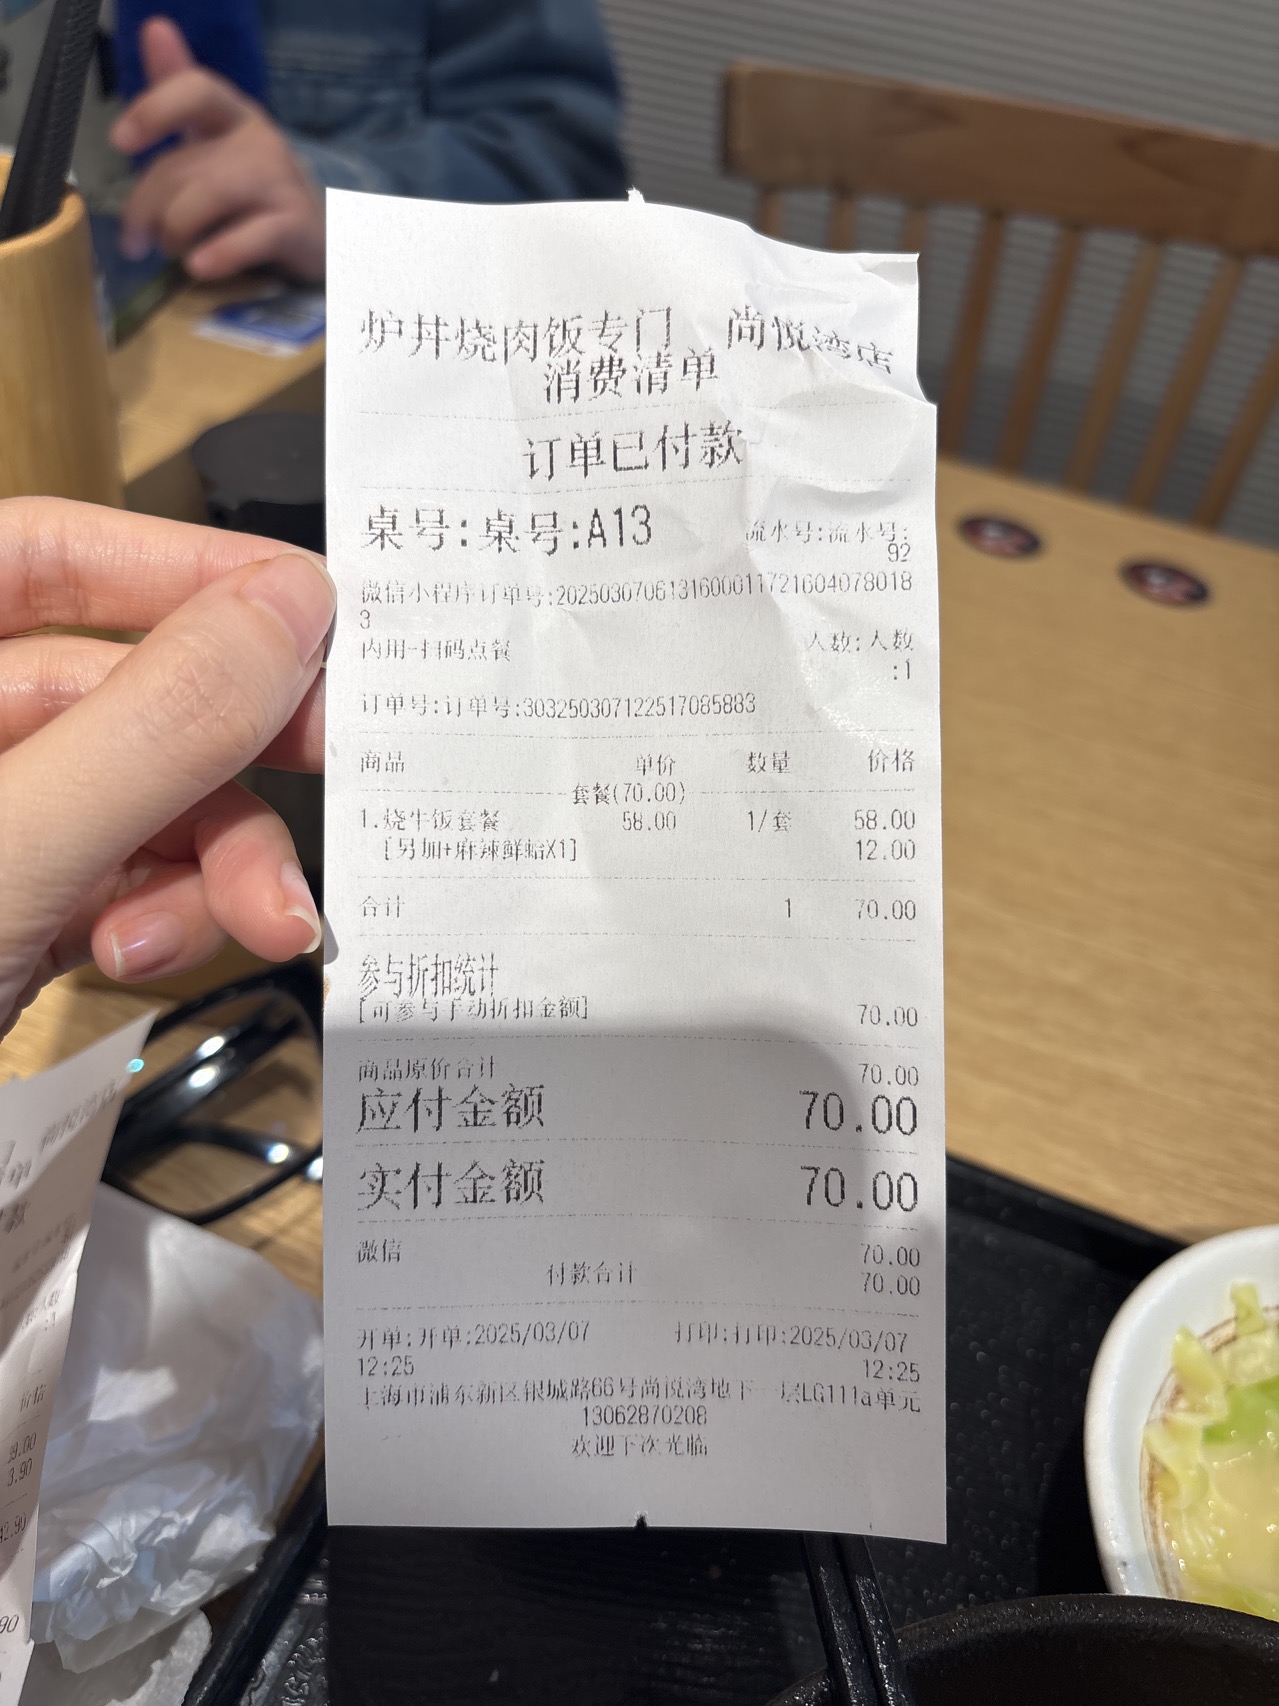 炉丼烧肉饭专门 尚悦湾店
消费清单
订单已付款
桌号:桌号:A13 流水号:流水号:
92
微信小程序订单号:2025030706131600011721604078018
3
内用-扫码点餐 人数:人数
:1
订单号:订单号:303250307122517085883
商品 单价 数量 价格
套餐(70.00)
1.烧牛饭套餐 58.00 1/套 58.00
[另加+麻辣鲜蛤X1] 12.00
合计 1 70.00
参与折扣统计
[可参与手动折扣金额] 70.00
商品原价合计 70.00
应付金额 70.00
实付金额 70.00
微信 70.00
付款合计 70.00
开单:开单:2025/03/07 打印:打印:2025/03/07
12:25 12:25
上海市浦东新区银城路66号尚悦湾地下一层LG111a单元
13062870208
欢迎下次光临
3.90